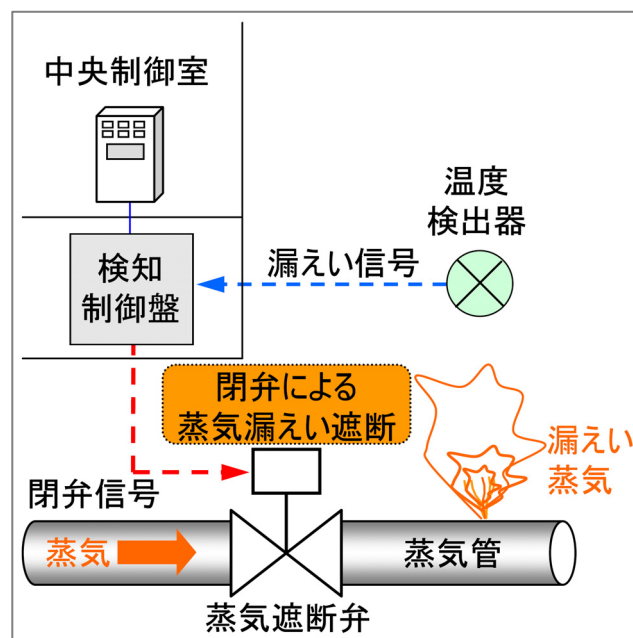 中央制御室
温度
検出器
検知
制御盤
漏えい信号
閉弁による
蒸気漏えい遮断
漏えい
蒸気
閉弁信号
蒸気
蒸気管
蒸気遮断弁